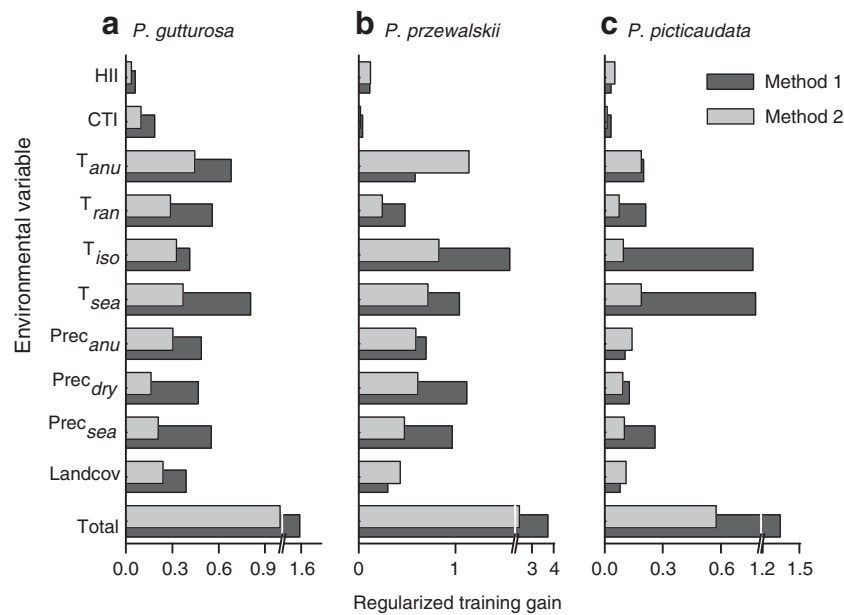 a P. gutturosa
b P. przewalskii
c P. picticaudata
Method 1
Method 2
Environmental variable
HII
CTI
Tanu
Tran
Tiso
Tsea
Precanu
Precdry
Precsea
Landcov
Total
0.0 0.3 0.6 0.9 1.6
0 1 3 4
0.0 0.3 0.6 1.2 1.5
Regularized training gain